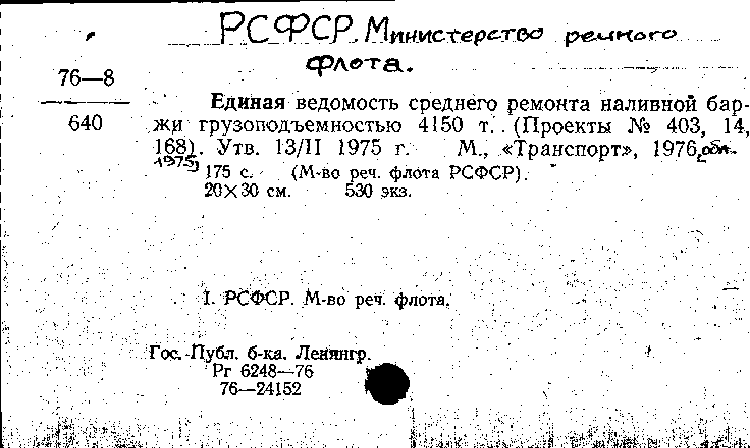 РСФСР. Министерство речного
флота.
76—8
640
Единая ведомость среднего ремонта наливной бар-
жи грузоподъемностью 4150 т. (Проекты № 403, 14,
168). Утв. 13/II 1975 г. М., «Транспорт», 1976, обл.
1975)
175 с. (М-во реч. флота РСФСР).
20×30 см. 530 экз.
I. РСФСР. М-во реч. флота.
Гос. Публ. б-ка. Ленингр.
Рг 6248—76
76—24152